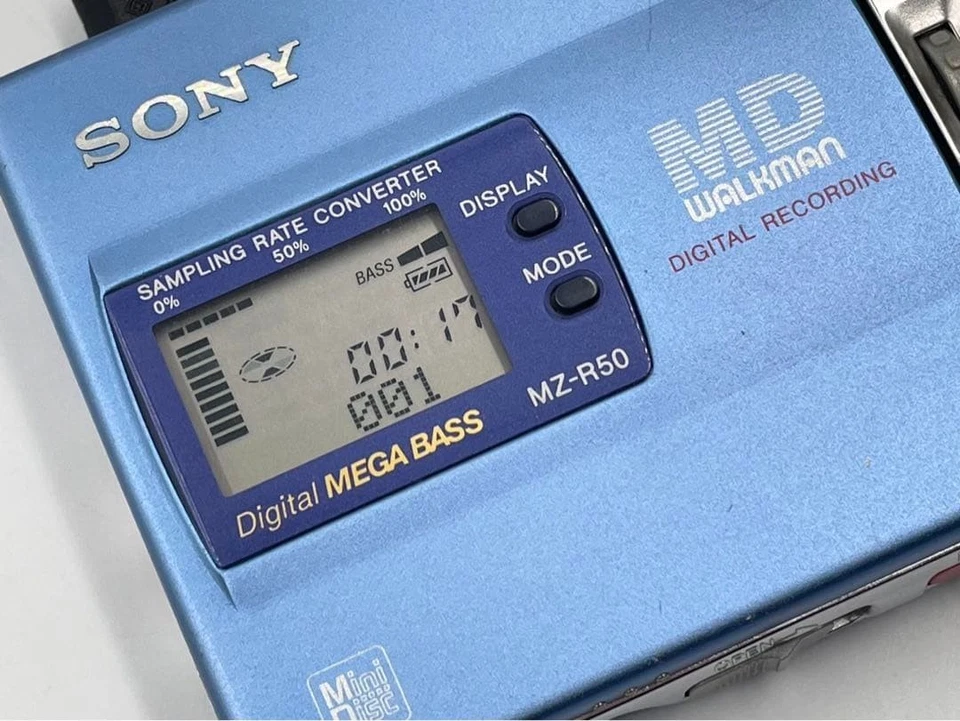 SONY
MD
WALKMAN
DIGITAL RECORDING
SAMPLING RATE CONVERTER
0% 50% 100%
DISPLAY
MODE
BASS
00:17
001
MZ-R50
Digital MEGA BASS
OPEN
Mini
Disc